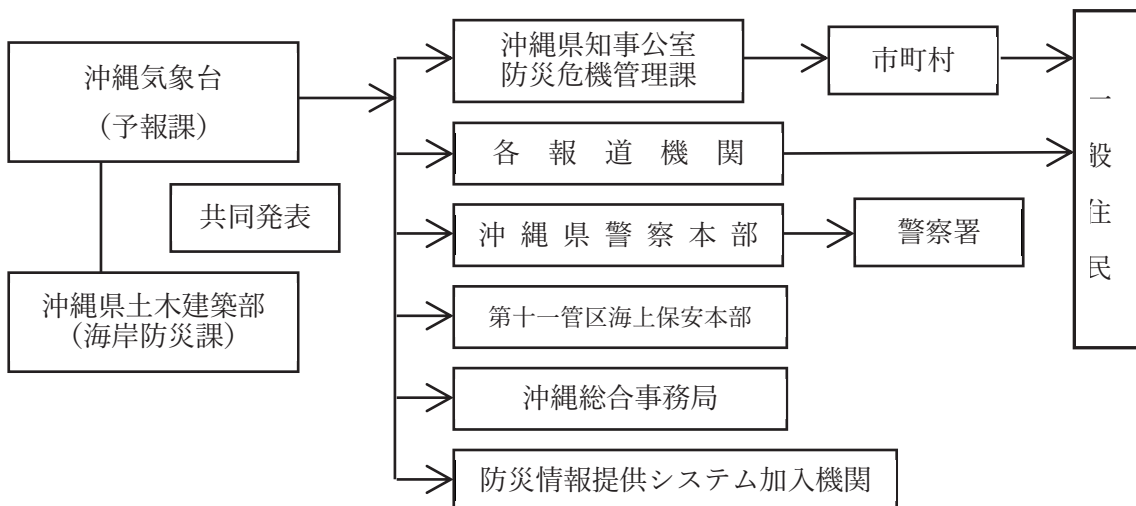 沖縄気象台
（予報課）
共同発表
沖縄県土木建築部
（海岸防災課）
沖縄県知事公室
防災危機管理課
市町村
各報道機関
沖縄県警察本部
警察署
第十一管区海上保安本部
沖縄総合事務局
防災情報提供システム加入機関
一般住民